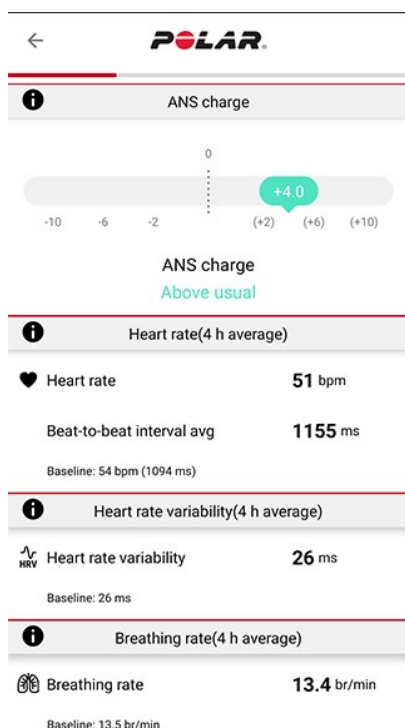 POLAR.
ANS charge
0
+4.0
-10 -6 -2 (+2) (+6) (+10)
ANS charge
Above usual
Heart rate(4 h average)
Heart rate 51 bpm
Beat-to-beat interval avg 1155 ms
Baseline: 54 bpm (1094 ms)
Heart rate variability(4 h average)
HRV Heart rate variability 26 ms
Baseline: 26 ms
Breathing rate(4 h average)
Breathing rate 13.4 br/min
Baseline: 13.5 br/min